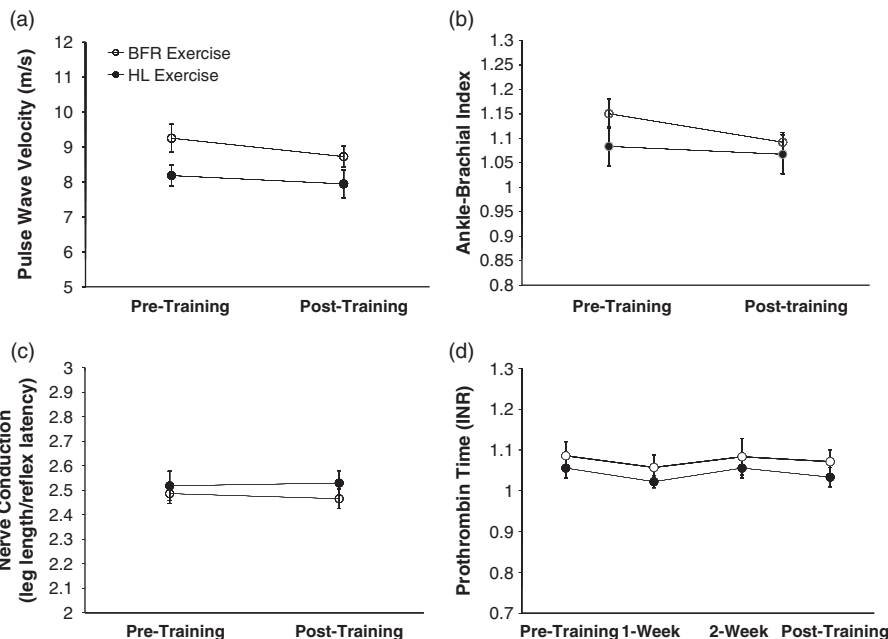 (a)
Pulse Wave Velocity (m/s)
12
11
10
9
8
7
6
5
BFR Exercise
HL Exercise
Pre-Training Post-Training
(b)
Ankle-Brachial Index
1.3
1.25
1.2
1.15
1.1
1.05
1
0.95
0.9
0.85
0.8
Pre-Training Post-training
(c)
Nerve Conduction
(leg length/reflex latency)
3
2.9
2.8
2.7
2.6
2.5
2.4
2.3
2.2
2.1
2
Pre-Training Post-Training
(d)
Prothrombin Time (INR)
1.3
1.2
1.1
1
0.9
0.8
0.7
Pre-Training 1-Week 2-Week Post-Training